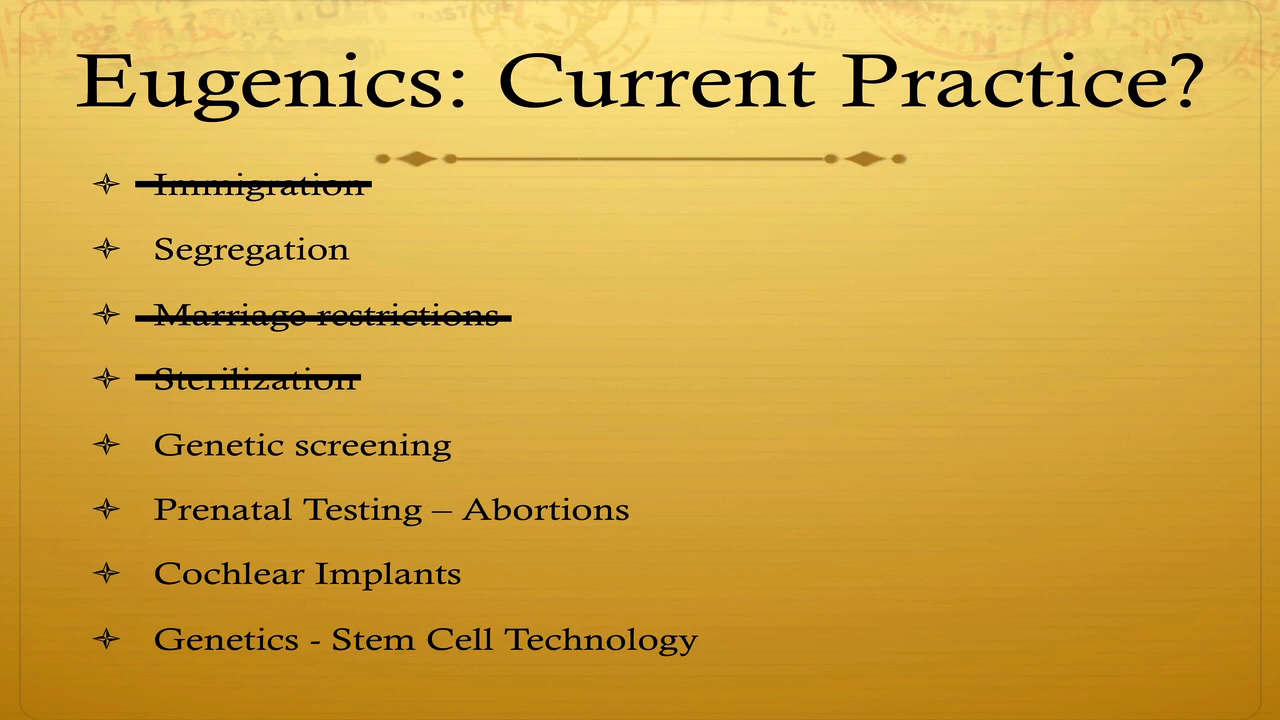 Eugenics: Current Practice?
Immigration
Segregation
Marriage restrictions
Sterilization
Genetic screening
Prenatal Testing – Abortions
Cochlear Implants
Genetics - Stem Cell Technology